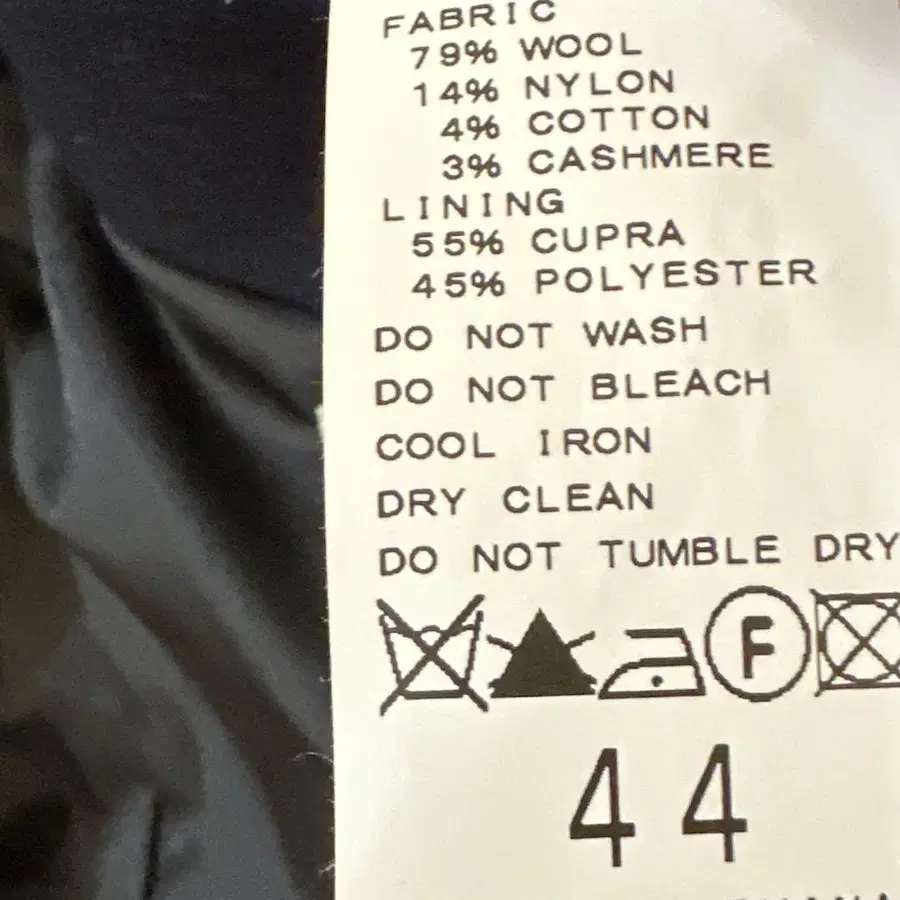 FABRIC
79% WOOL
14% NYLON
4% COTTON
3% CASHMERE
LINING
55% CUPRA
45% POLYESTER
DO NOT WASH
DO NOT BLEACH
COOL IRON
DRY CLEAN
DO NOT TUMBLE DRY
F
44